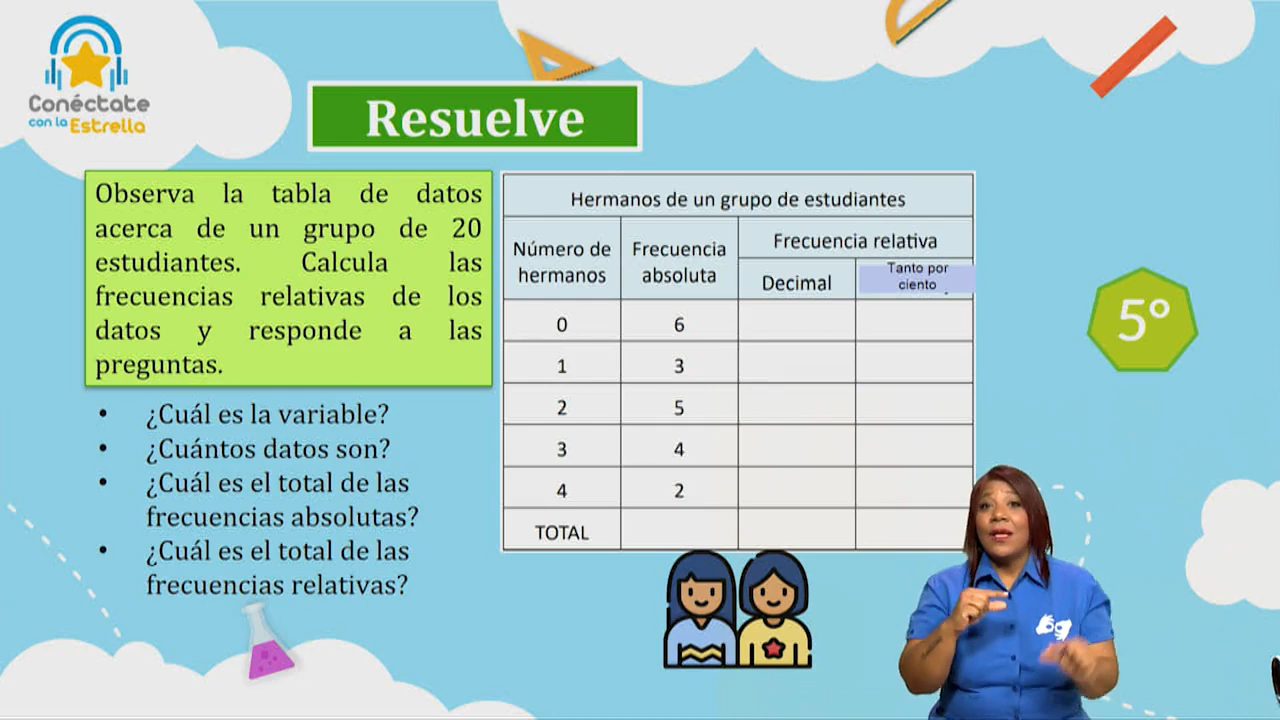 Conéctate
con la Estrella
Resuelve
Observa la tabla de datos
acerca de un grupo de 20
estudiantes. Calcula las
frecuencias relativas de los
datos y responde a las
preguntas.
• ¿Cuál es la variable?
• ¿Cuántos datos son?
• ¿Cuál es el total de las
frecuencias absolutas?
• ¿Cuál es el total de las
frecuencias relativas?
Hermanos de un grupo de estudiantes
Número de
hermanos
Frecuencia
absoluta
Frecuencia relativa
Decimal
Tanto por
ciento
0 6
1 3
2 5
3 4
4 2
TOTAL
5°